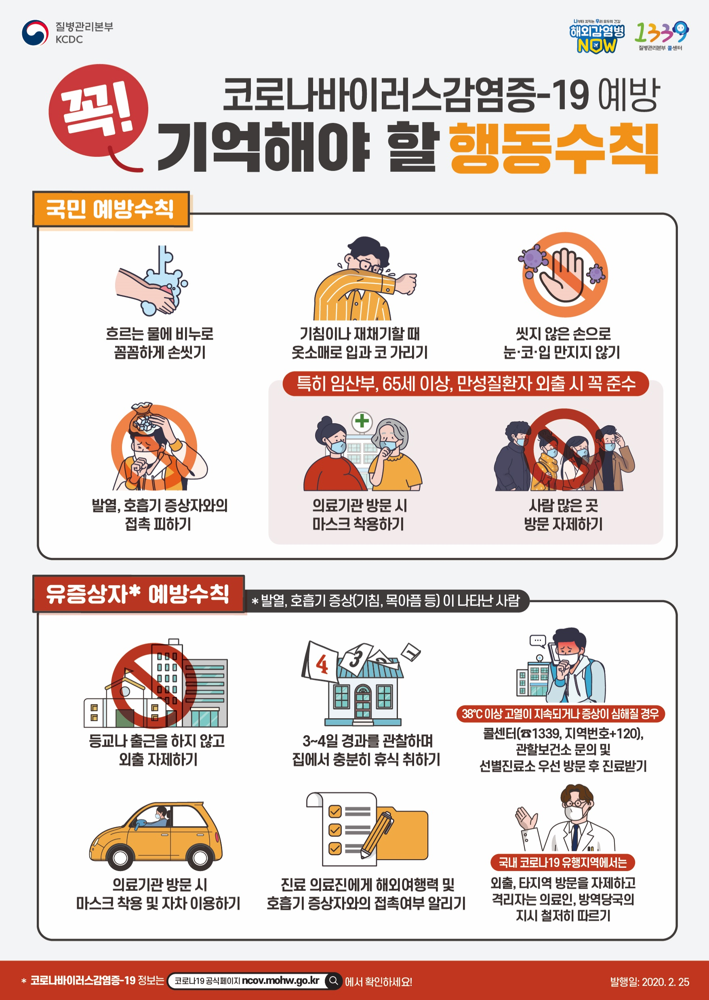 질병관리본부
KCDC
나부터 지키는 우리 모두의 건강
해외감염병
NOW
1339
질병관리본부 콜센터
꼭!
코로나바이러스감염증-19 예방
기억해야 할 행동수칙
국민 예방수칙
흐르는 물에 비누로
꼼꼼하게 손씻기
기침이나 재채기할 때
옷소매로 입과 코 가리기
씻지 않은 손으로
눈·코·입 만지지 않기
특히 임산부, 65세 이상, 만성질환자 외출 시 꼭 준수
발열, 호흡기 증상자와의
접촉 피하기
의료기관 방문 시
마스크 착용하기
사람 많은 곳
방문 자제하기
유증상자* 예방수칙
* 발열, 호흡기 증상(기침, 목아픔 등) 이 나타난 사람
등교나 출근을 하지 않고
외출 자제하기
4 3 2 1
3~4일 경과를 관찰하며
집에서 충분히 휴식 취하기
...
38℃ 이상 고열이 지속되거나 증상이 심해질 경우
콜센터(☎1339, 지역번호+120),
관할보건소 문의 및
선별진료소 우선 방문 후 진료받기
의료기관 방문 시
마스크 착용 및 자차 이용하기
진료 의료진에게 해외여행력 및
호흡기 증상자와의 접촉여부 알리기
국내 코로나19 유행지역에서는
외출, 타지역 방문을 자제하고
격리자는 의료인, 방역당국의
지시 철저히 따르기
* 코로나바이러스감염증-19 정보는 코로나19 공식페이지 ncov.mohw.go.kr 에서 확인하세요!
발행일: 2020. 2. 25